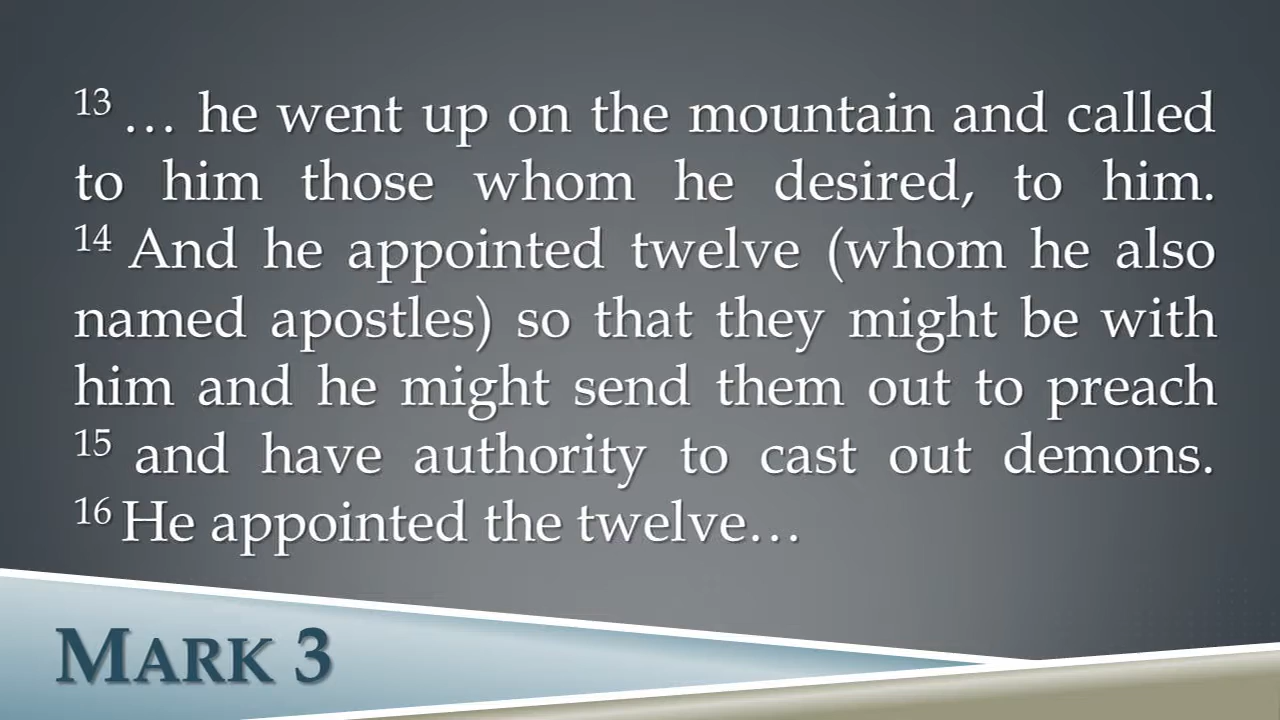 13 … he went up on the mountain and called
to him those whom he desired, to him.
14 And he appointed twelve (whom he also
named apostles) so that they might be with
him and he might send them out to preach
15 and have authority to cast out demons.
16 He appointed the twelve…
MARK 3